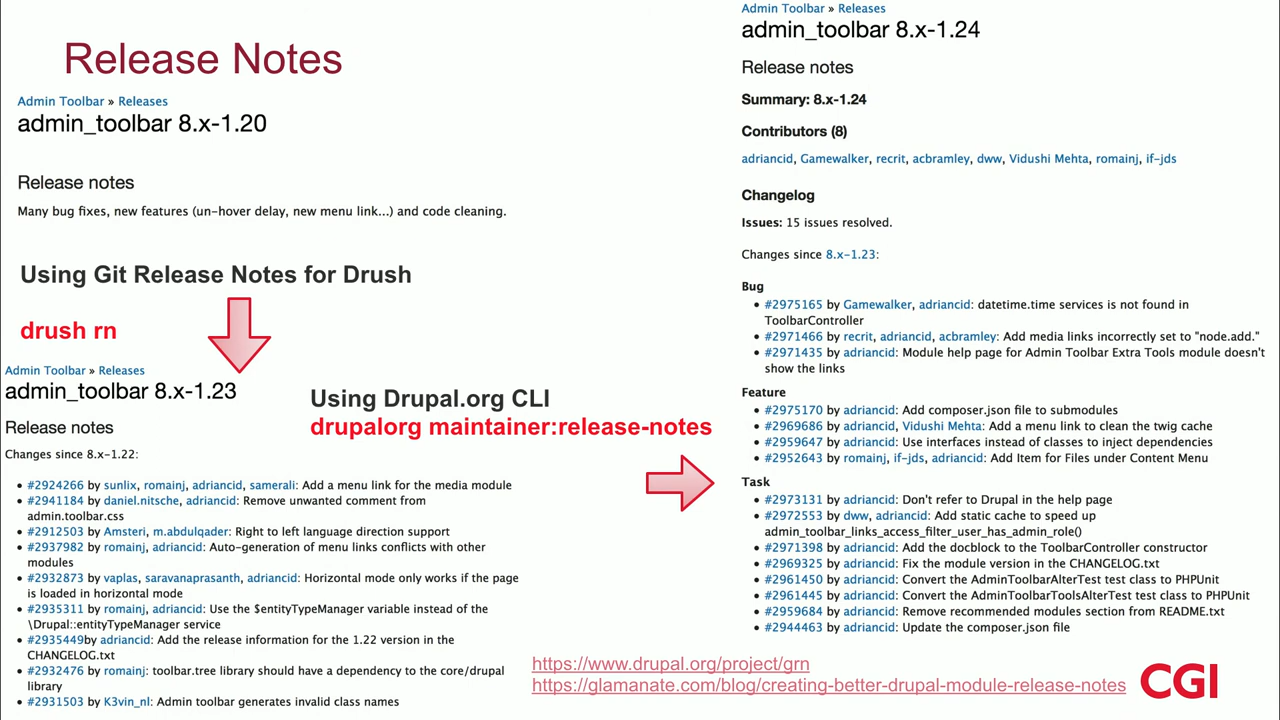 Release Notes
Admin Toolbar » Releases
admin_toolbar 8.x-1.20
Release notes
Many bug fixes, new features (un-hover delay, new menu link...) and code cleaning.
Using Git Release Notes for Drush
drush rn
Admin Toolbar » Releases
admin_toolbar 8.x-1.23
Release notes
Changes since 8.x-1.22:
• #2924266 by sunlix, romainj, adriancid, samerali: Add a menu link for the media module
• #2941184 by daniel.nitsche, adriancid: Remove unwanted comment from
admin.toolbar.css
• #2912503 by Amsteri, m.abdulqader: Right to left language direction support
• #2937982 by romainj, adriancid: Auto-generation of menu links conflicts with other
modules
• #2932873 by vaplas, saravanaprasanth, adriancid: Horizontal mode only works if the page
is loaded in horizontal mode
• #2935311 by romainj, adriancid: Use the $entityTypeManager variable instead of the
\Drupal::entityTypeManager service
• #2935449by adriancid: Add the release information for the 1.22 version in the
CHANGELOG.txt
• #2932476 by romainj: toolbar.tree library should have a dependency to the core/drupal
library
• #2931503 by K3vin_nl: Admin toolbar generates invalid class names
Using Drupal.org CLI
drupalorg maintainer:release-notes
Admin Toolbar » Releases
admin_toolbar 8.x-1.24
Release notes
Summary: 8.x-1.24
Contributors (8)
adriancid, Gamewalker, recrit, acbramley, dww, Vidushi Mehta, romainj, if-jds
Changelog
Issues: 15 issues resolved.
Changes since 8.x-1.23:
Bug
• #2975165 by Gamewalker, adriancid: datetime.time services is not found in
ToolbarController
• #2971466 by recrit, adriancid, acbramley: Add media links incorrectly set to "node.add."
• #2971435 by adriancid: Module help page for Admin Toolbar Extra Tools module doesn't
show the links
Feature
• #2975170 by adriancid: Add composer.json file to submodules
• #2969686 by adriancid, Vidushi Mehta: Add a menu link to clean the twig cache
• #2959647 by adriancid: Use interfaces instead of classes to inject dependencies
• #2952643 by romainj, if-jds, adriancid: Add Item for Files under Content Menu
Task
• #2973131 by adriancid: Don't refer to Drupal in the help page
• #2972553 by dww, adriancid: Add static cache to speed up
admin_toolbar_links_access_filter_user_has_admin_role()
• #2971398 by adriancid: Add the docblock to the ToolbarController constructor
• #2969325 by adriancid: Fix the module version in the CHANGELOG.txt
• #2961450 by adriancid: Convert the AdminToolbarAlterTest test class to PHPUnit
• #2961445 by adriancid: Convert the AdminToolbarToolsAlterTest test class to PHPUnit
• #2959684 by adriancid: Remove recommended modules section from README.txt
• #2944463 by adriancid: Update the composer.json file
https://www.drupal.org/project/grn
https://glamanate.com/blog/creating-better-drupal-module-release-notes
CGI